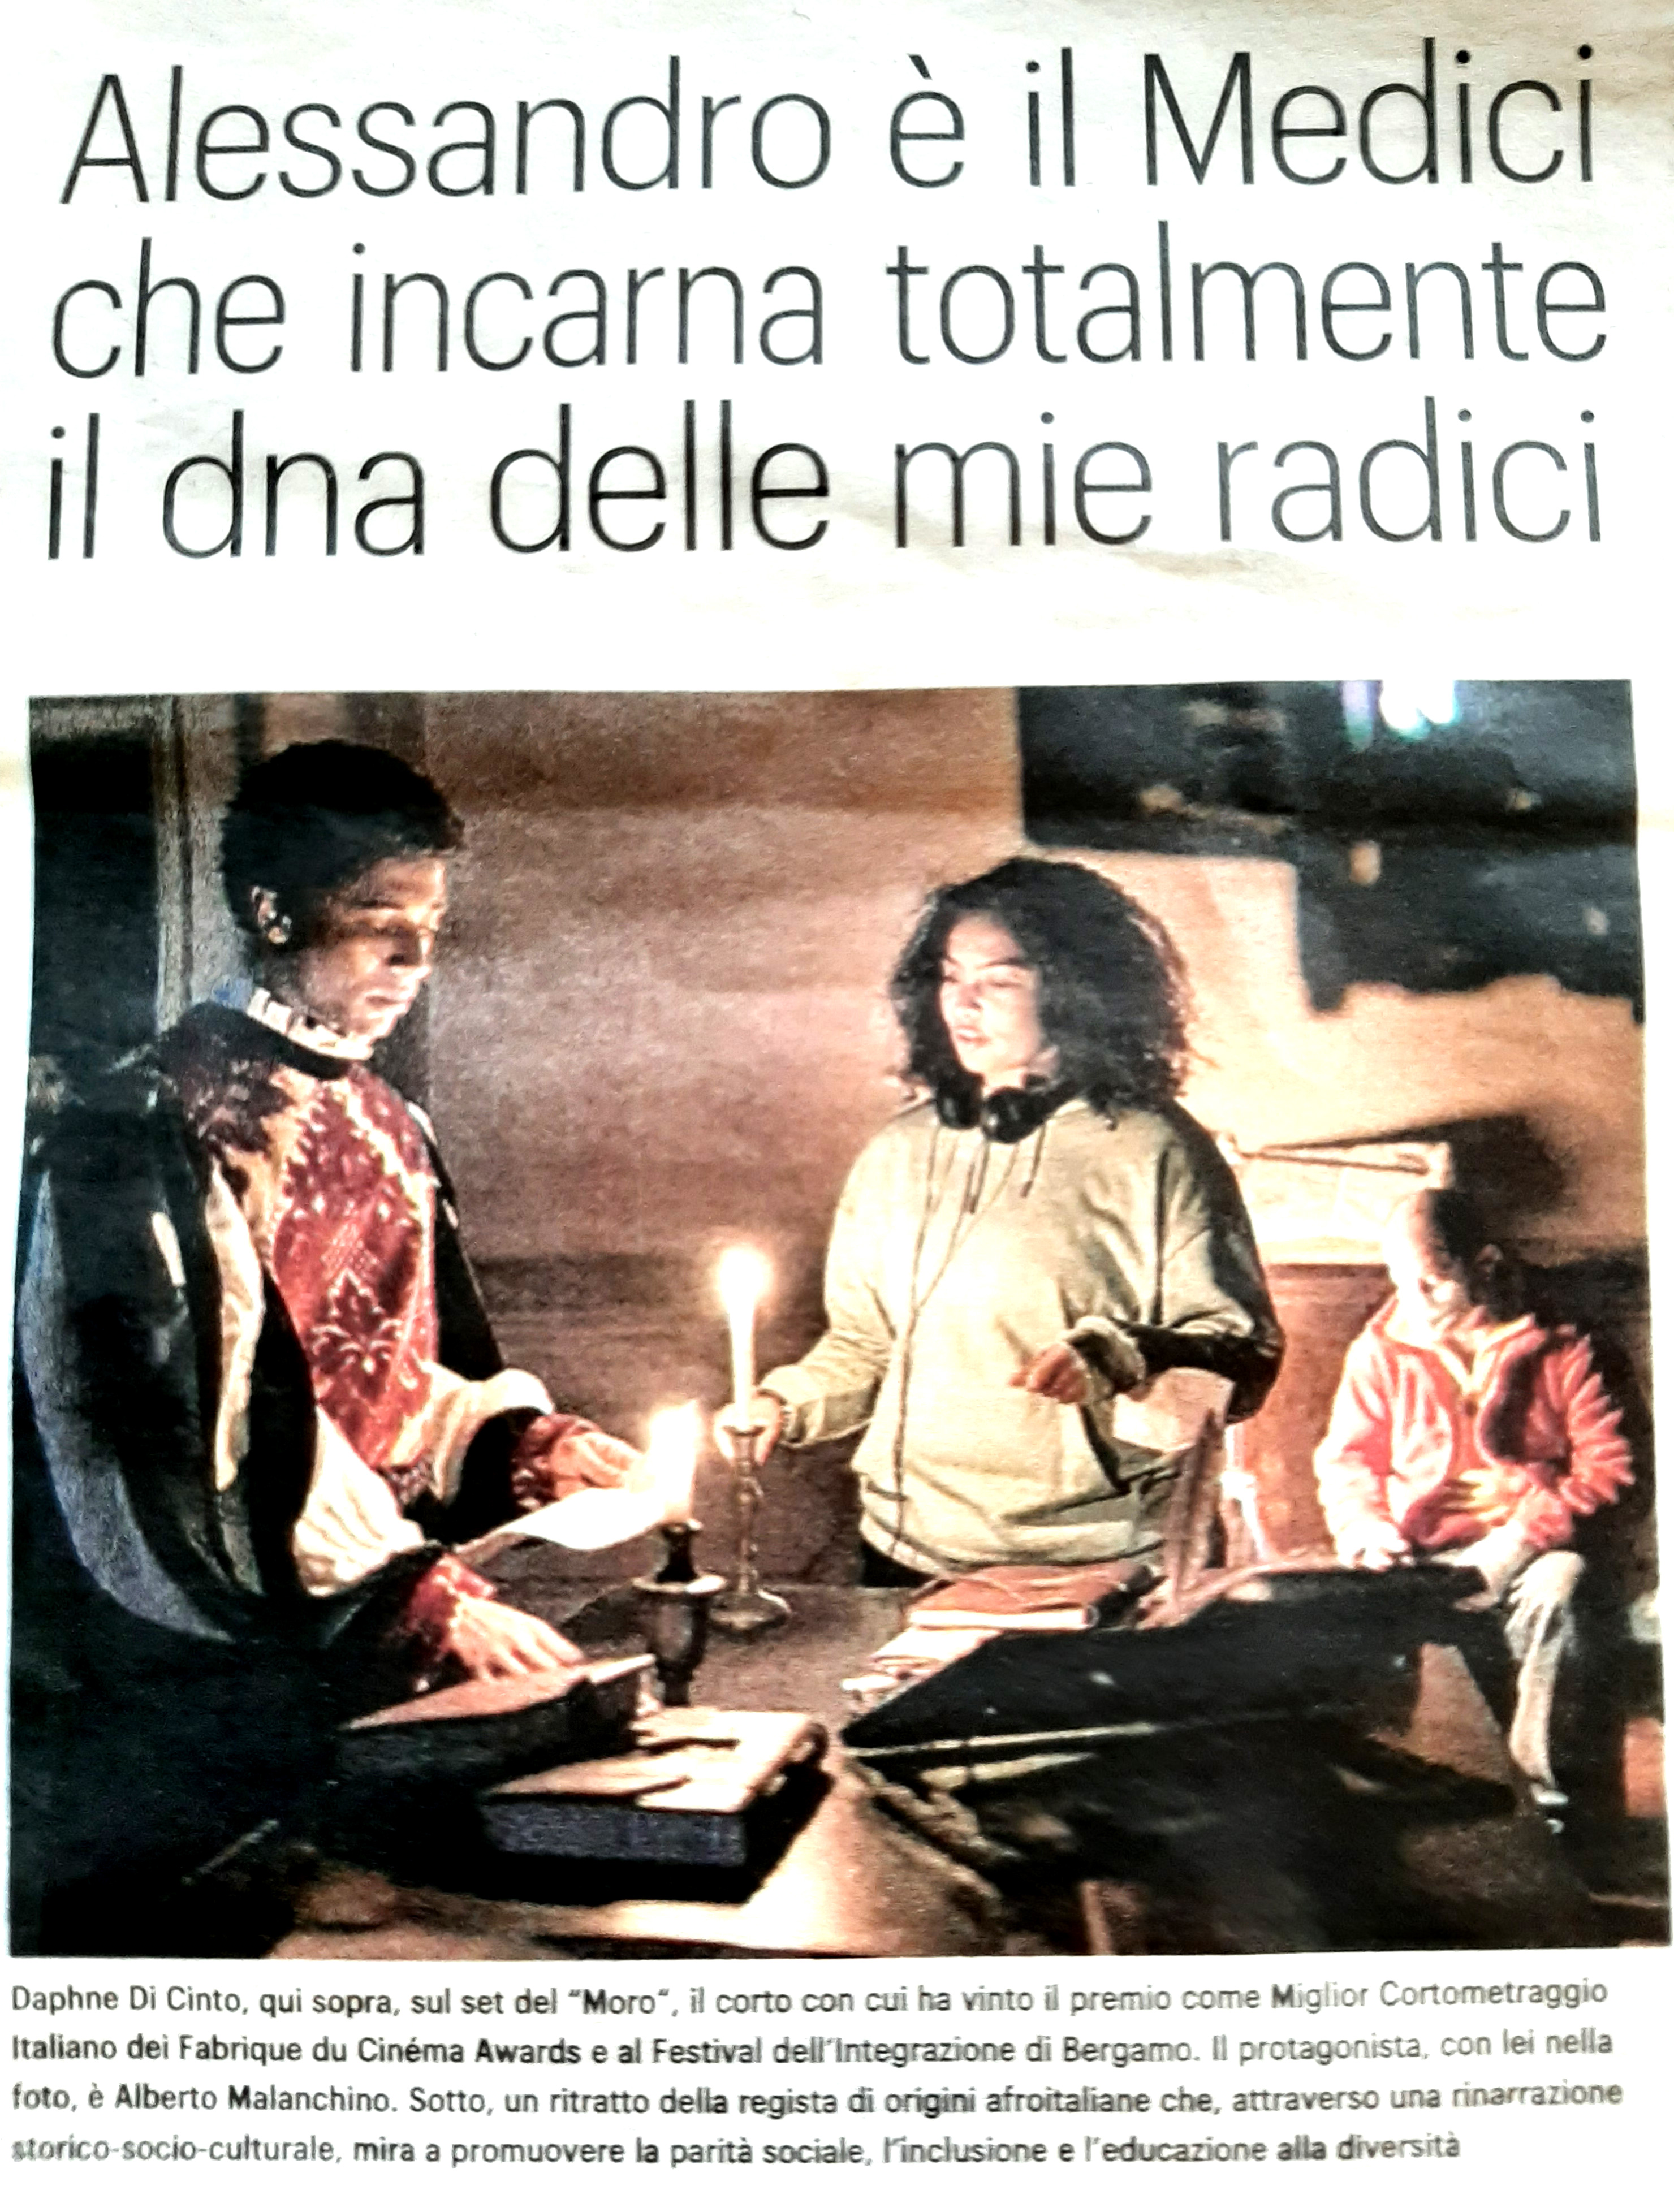 Alessandro è il Medici
che incarna totalmente
il dna delle mie radici
Daphne Di Cinto, qui sopra, sul set del “Moro“, il corto con cui ha vinto il premio come Miglior Cortometraggio
Italiano dei Fabrique du Cinéma Awards e al Festival dell'Integrazione di Bergamo. Il protagonista, con lei nella
foto, è Alberto Malanchino. Sotto, un ritratto della regista di origini afroitaliane che, attraverso una rinarrazione
storico-socio-culturale, mira a promuovere la parità sociale, l'inclusione e l'educazione alla diversità